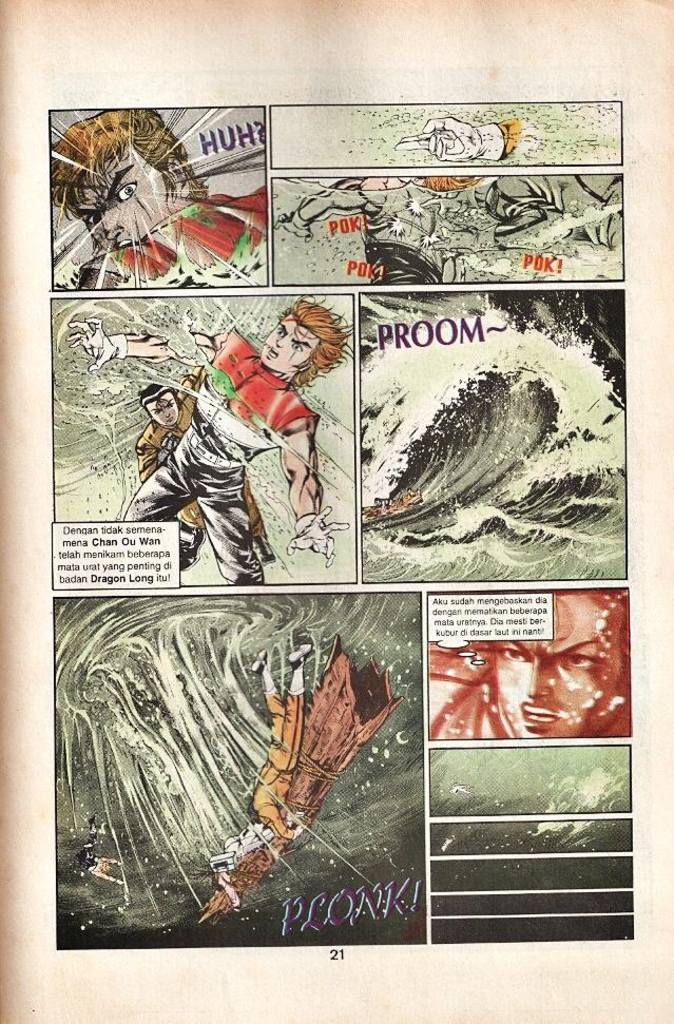 HUH?
POK!
POK!
POK!
Dengan tidak semena-
mena Chan Ou Wan
telah menikam beberapa
mata urat yang penting di
badan Dragon Long itu!
PROOM~
PLONK!
Aku sudah mengebaskan dia
dengan mematikan beberapa
mata uratnya. Dia mesti ber-
kubur di dasar laut ini nanti!
21